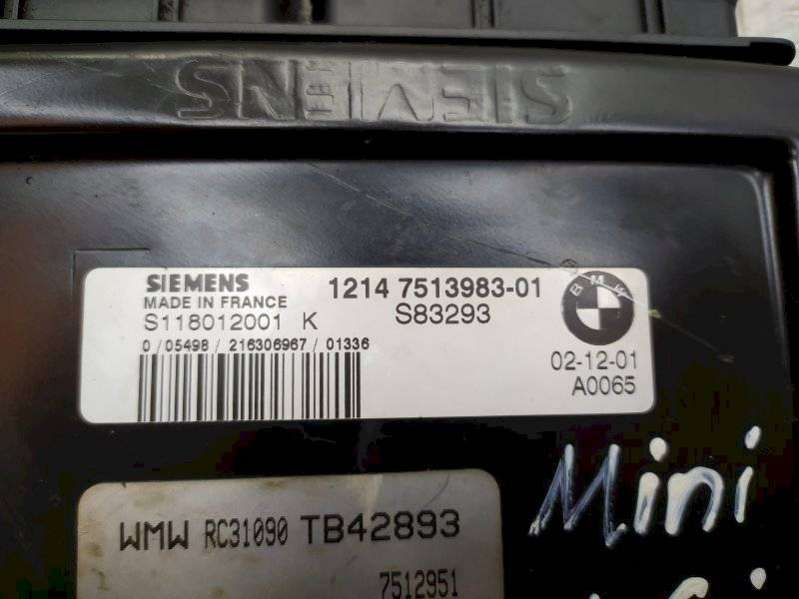 SIEMENS
SIEMENS
MADE IN FRANCE
S118012001 K
0 / 05498 / 216306967 / 01336
1214 7513983-01
S83293
BMW
02-12-01
A0065
WMW RC31090 TB42893
7512951
Mini